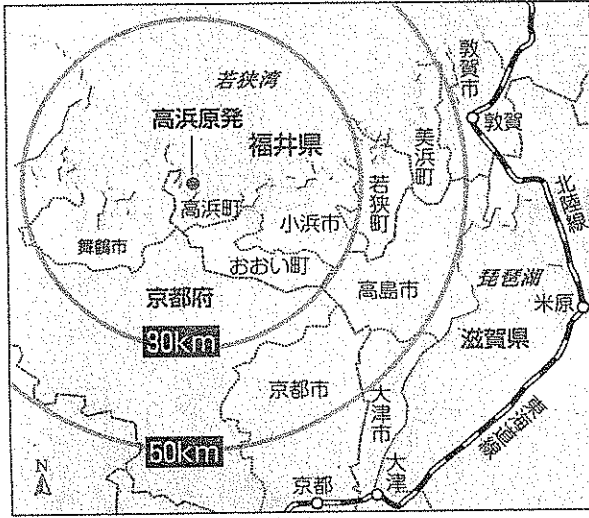 若狭湾
敦賀市
高浜原発
福井県
敦賀
美浜町
若狭町
北陸線
高浜町
小浜市
舞鶴市
おおい町
高島市
琵琶湖
京都府
米原
30km
滋賀県
京都市
大津市
東海道線
50km
N
京都
大津